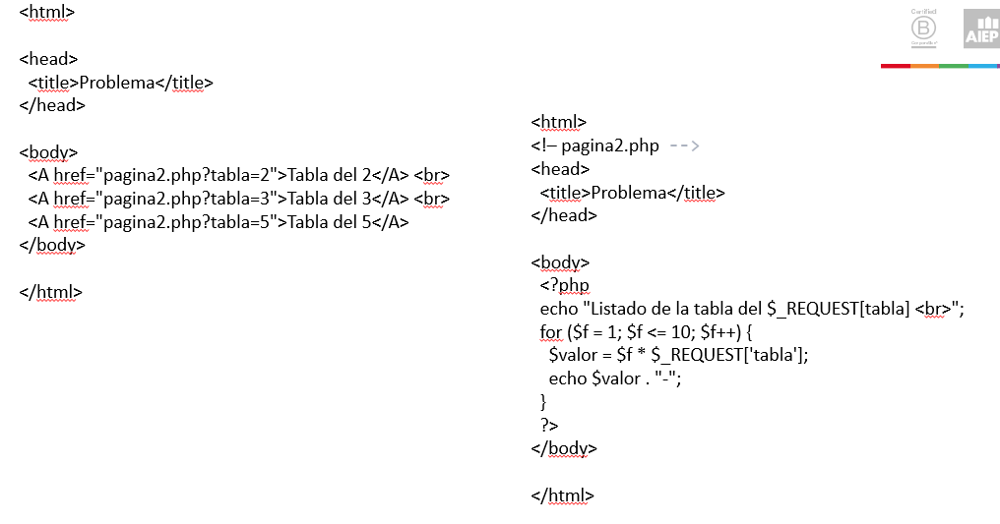 <html>
<head>
<title>Problema</title>
</head>
<body>
<A href="pagina2.php?tabla=2">Tabla del 2</A> <br>
<A href="pagina2.php?tabla=3">Tabla del 3</A> <br>
<A href="pagina2.php?tabla=5">Tabla del 5</A>
</body>
</html>
Certified
B
Corporation
AIEP
<html>
<!– pagina2.php -->
<head>
<title>Problema</title>
</head>
<body>
<?php
echo "Listado de la tabla del $_REQUEST[tabla] <br>";
for ($f = 1; $f <= 10; $f++) {
$valor = $f * $_REQUEST['tabla'];
echo $valor . "-";
}
?>
</body>
</html>